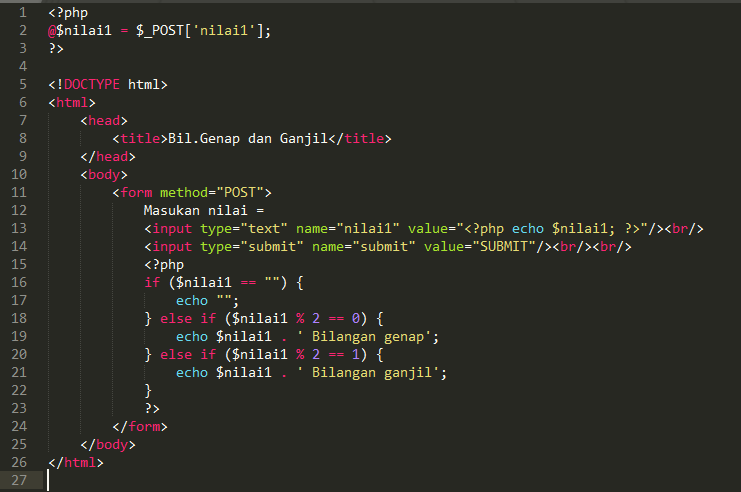 1 <?php
2 @$nilai1 = $_POST['nilai1'];
3 ?>
4
5 <!DOCTYPE html>
6 <html>
7     <head>
8         <title>Bil.Genap dan Ganjil</title>
9     </head>
10     <body>
11         <form method="POST">
12             Masukan nilai =
13             <input type="text" name="nilai1" value="<?php echo $nilai1; ?>"/><br/>
14             <input type="submit" name="submit" value="SUBMIT"/><br/><br/>
15             <?php
16             if ($nilai1 == "") {
17                 echo "";
18             } else if ($nilai1 % 2 == 0) {
19                 echo $nilai1 . ' Bilangan genap';
20             } else if ($nilai1 % 2 == 1) {
21                 echo $nilai1 . ' Bilangan ganjil';
22             }
23             ?>
24         </form>
25     </body>
26 </html>
27